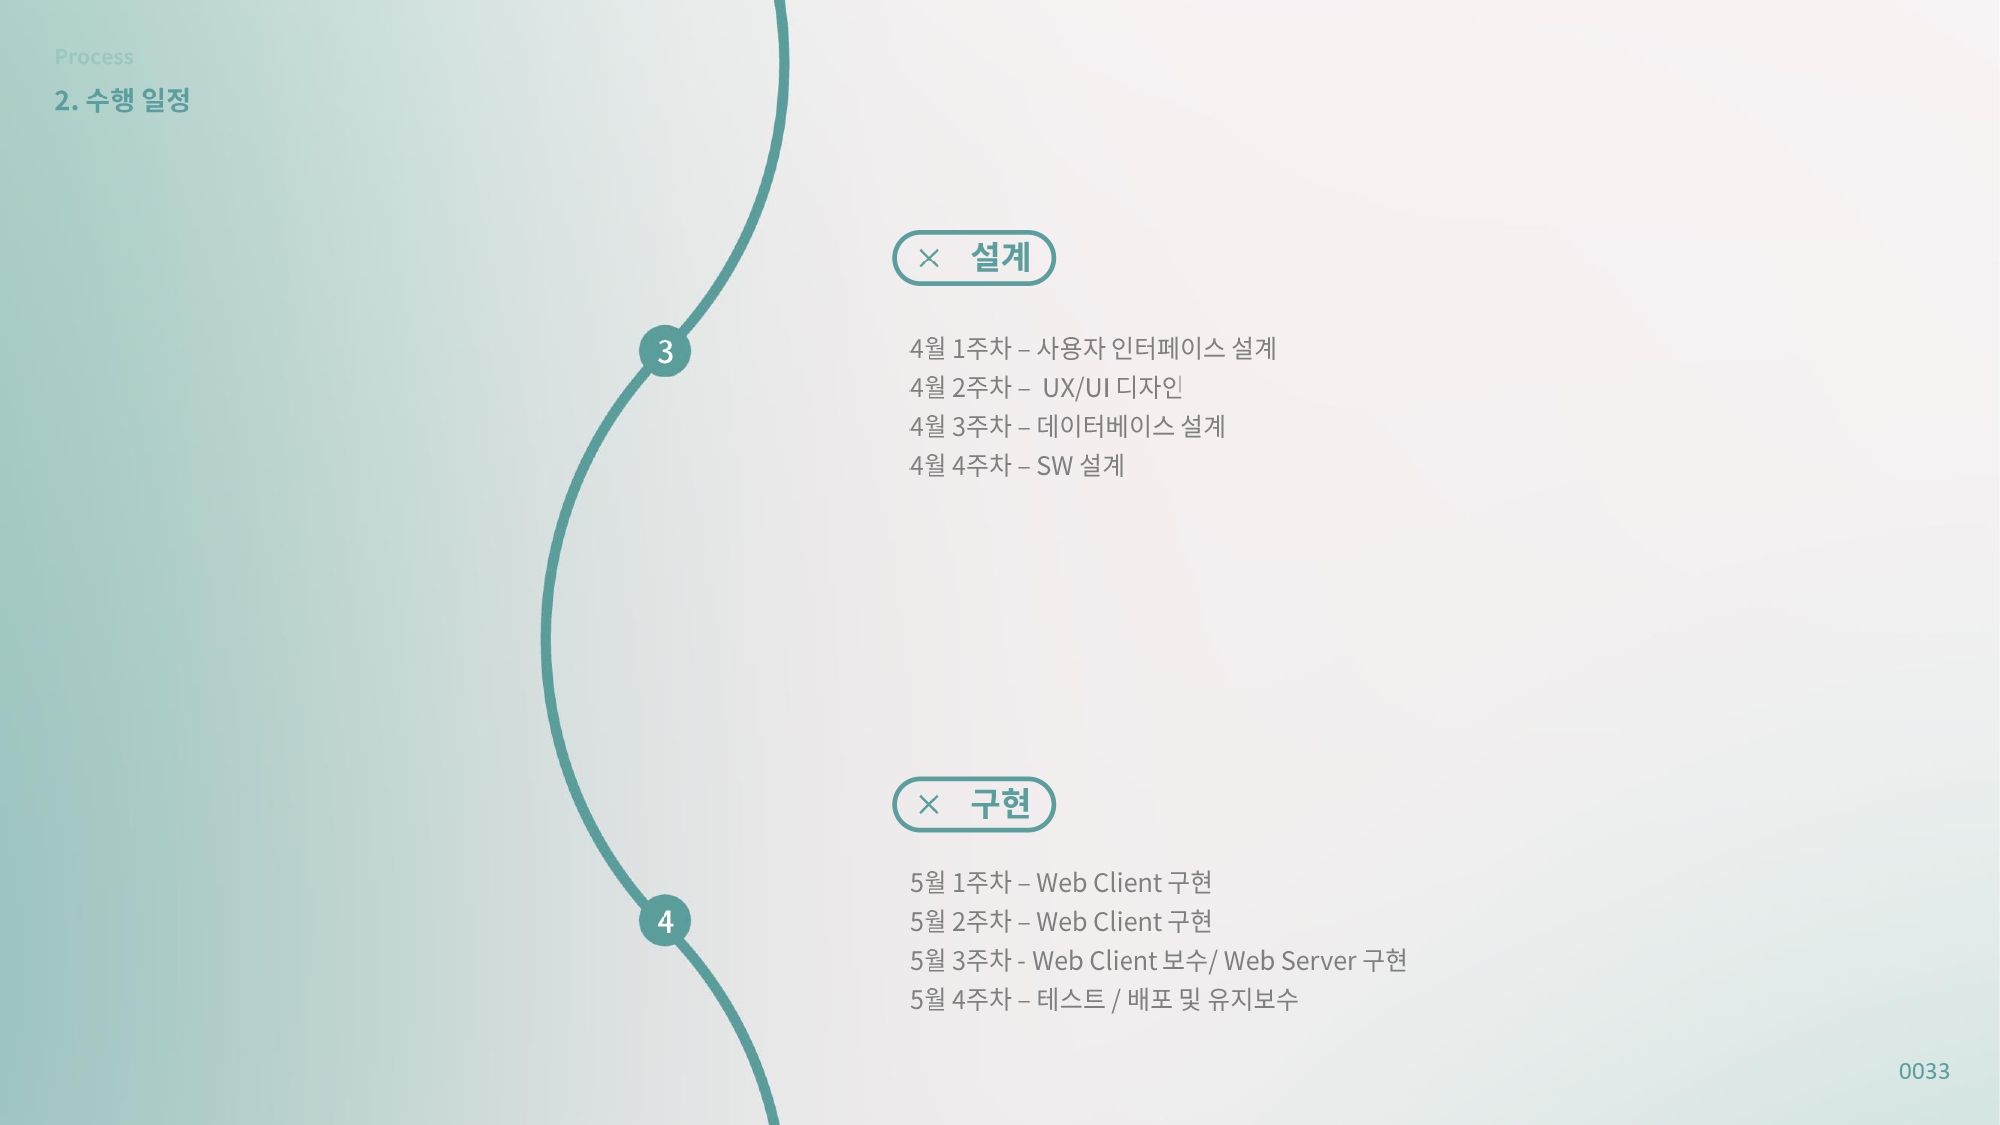 Process
2. 수행 일정
설계
3
4월 1주차 – 사용자 인터페이스 설계
4월 2주차 – UX/UI 디자인
4월 3주차 – 데이터베이스 설계
4월 4주차 – SW 설계
구현
4
5월 1주차 – Web Client 구현
5월 2주차 – Web Client 구현
5월 3주차 - Web Client 보수/ Web Server 구현
5월 4주차 – 테스트 / 배포 및 유지보수
0033